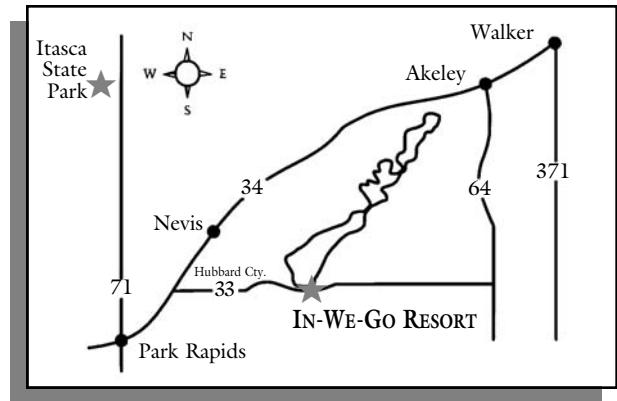 Itasca
State
Park
N
W
E
S
Walker
Akeley
371
64
34
Nevis
Hubbard Cty.
33
71
IN-WE-GO RESORT
Park Rapids